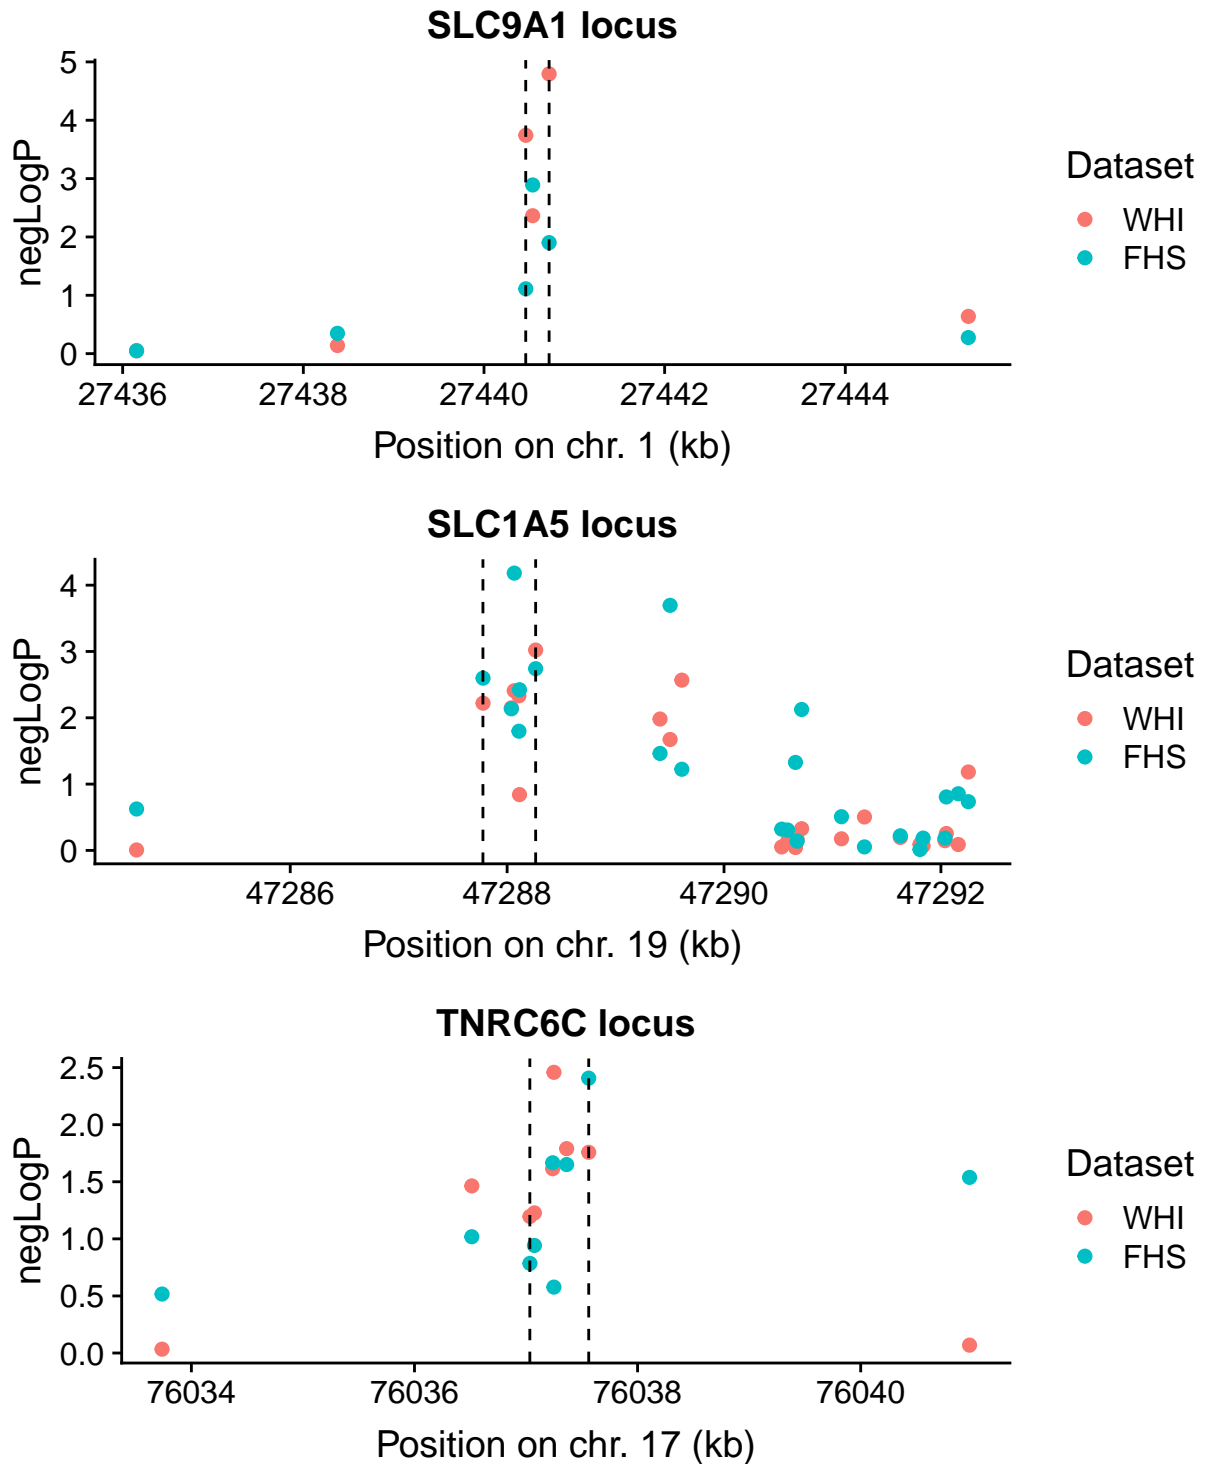 SLC9A1 locus
5
4
3
2
1
0
negLogP
27436 27438 27440 27442 27444
Position on chr. 1 (kb)
Dataset
WHI
FHS
SLC1A5 locus
4
3
2
1
0
negLogP
47286 47288 47290 47292
Position on chr. 19 (kb)
Dataset
WHI
FHS
TNRC6C locus
2.5
2.0
1.5
1.0
0.5
0.0
negLogP
76034 76036 76038 76040
Position on chr. 17 (kb)
Dataset
WHI
FHS